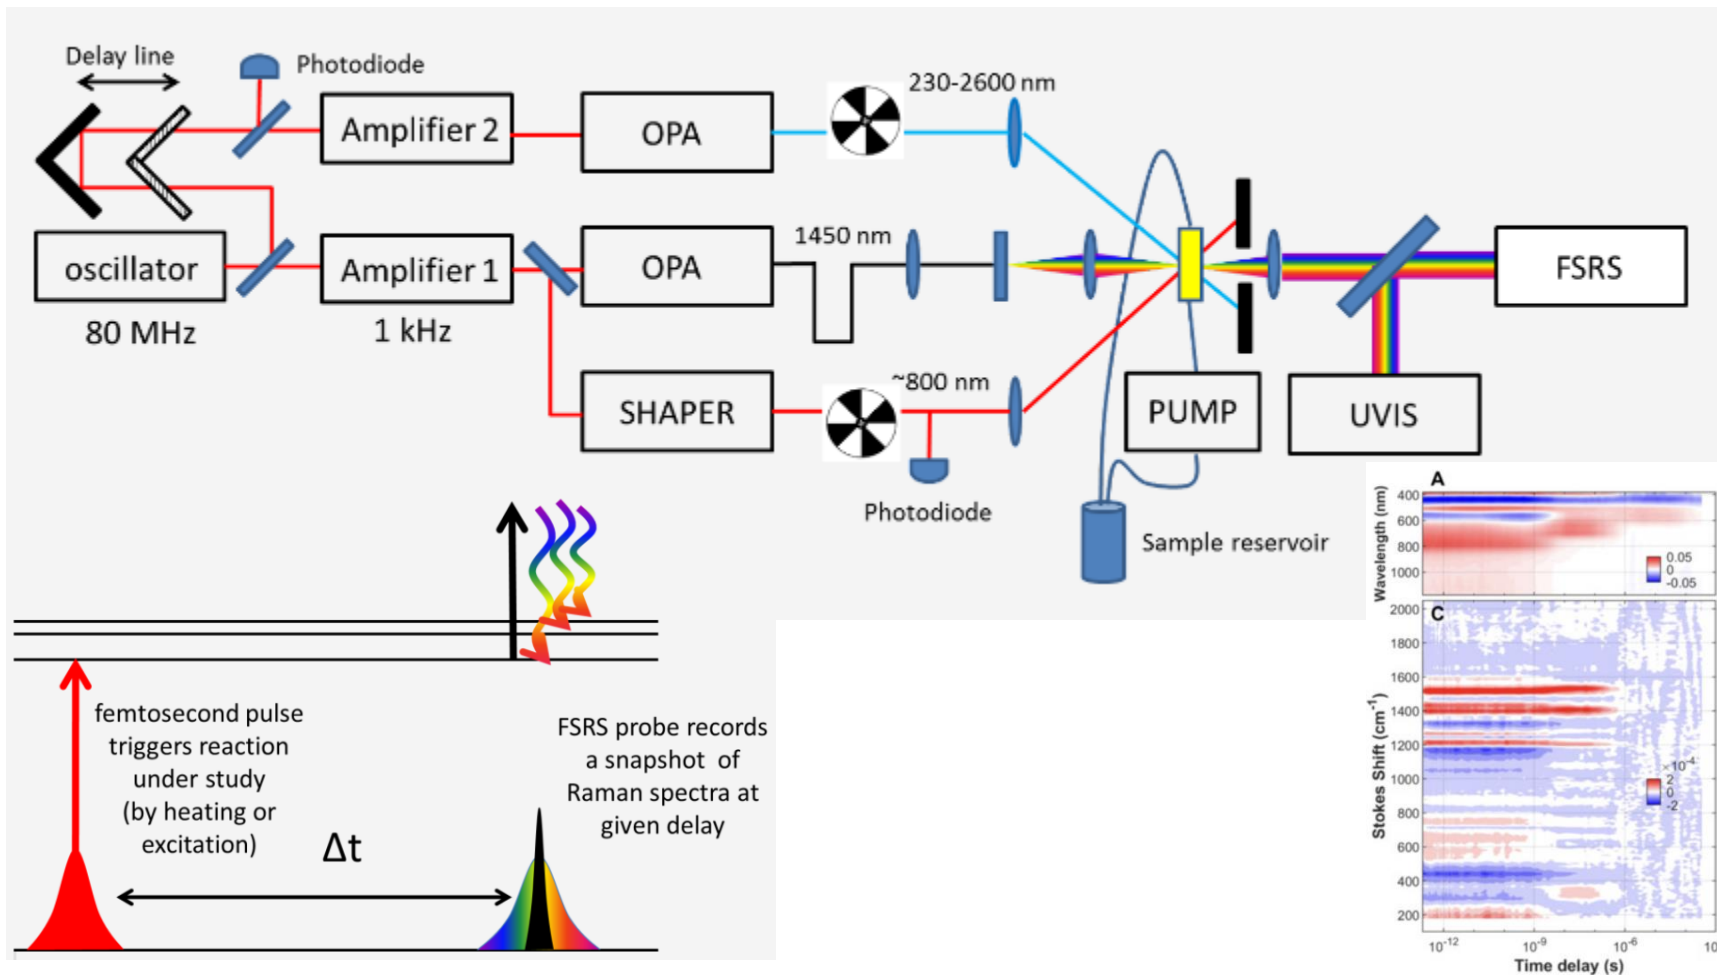 Delay line
Photodiode
230-2600 nm
Amplifier 2
OPA
oscillator
80 MHz
Amplifier 1
1 kHz
OPA
1450 nm
FSRS
SHAPER
~800 nm
Photodiode
PUMP
UVIS
Sample reservoir
femtosecond pulse
triggers reaction
under study
(by heating or
excitation)
Δt
FSRS probe records
a snapshot of
Raman spectra at
given delay
A
Wavelength (nm)
400
600
800
1000
0.05
0
-0.05
C
Stokes Shift (cm⁻¹)
2000
1800
1600
1400
1200
1000
800
600
400
200
×10⁻⁴
2
0
-2
10⁻¹² 10⁻⁹ 10⁻⁶ 10
Time delay (s)